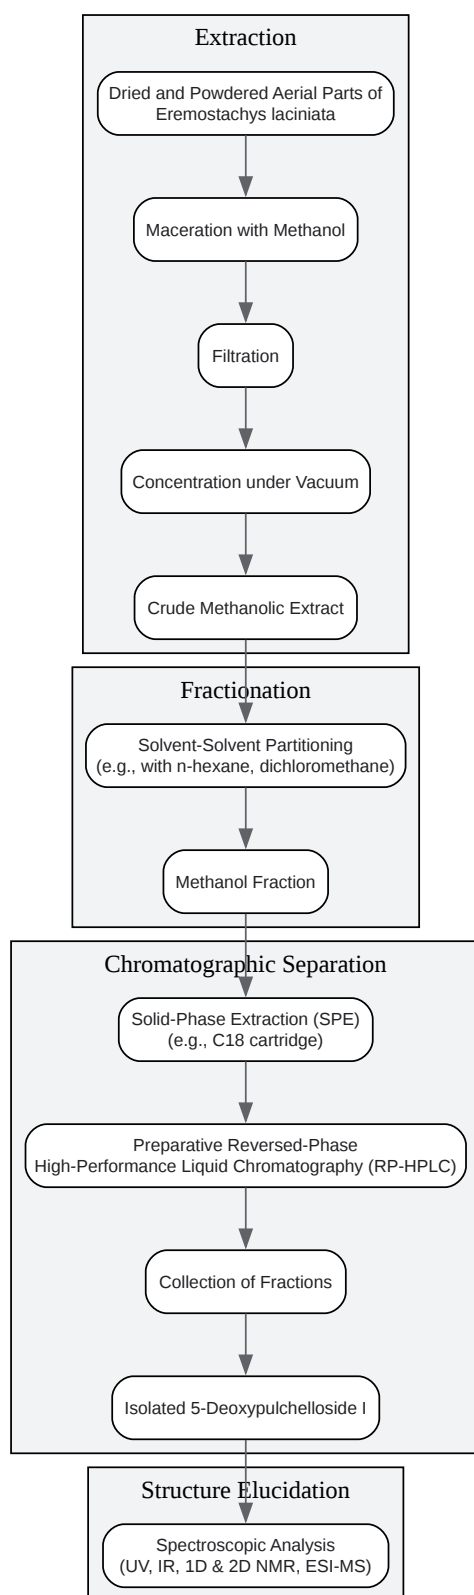 Extraction
Dried and Powdered Aerial Parts of
Eremostachys laciniata
Maceration with Methanol
Filtration
Concentration under Vacuum
Crude Methanolic Extract
Fractionation
Solvent-Solvent Partitioning
(e.g., with n-hexane, dichloromethane)
Methanol Fraction
Chromatographic Separation
Solid-Phase Extraction (SPE)
(e.g., C18 cartridge)
Preparative Reversed-Phase
High-Performance Liquid Chromatography (RP-HPLC)
Collection of Fractions
Isolated 5-Deoxypulchelloside I
Structure Elucidation
Spectroscopic Analysis
(UV, IR, 1D & 2D NMR, ESI-MS)